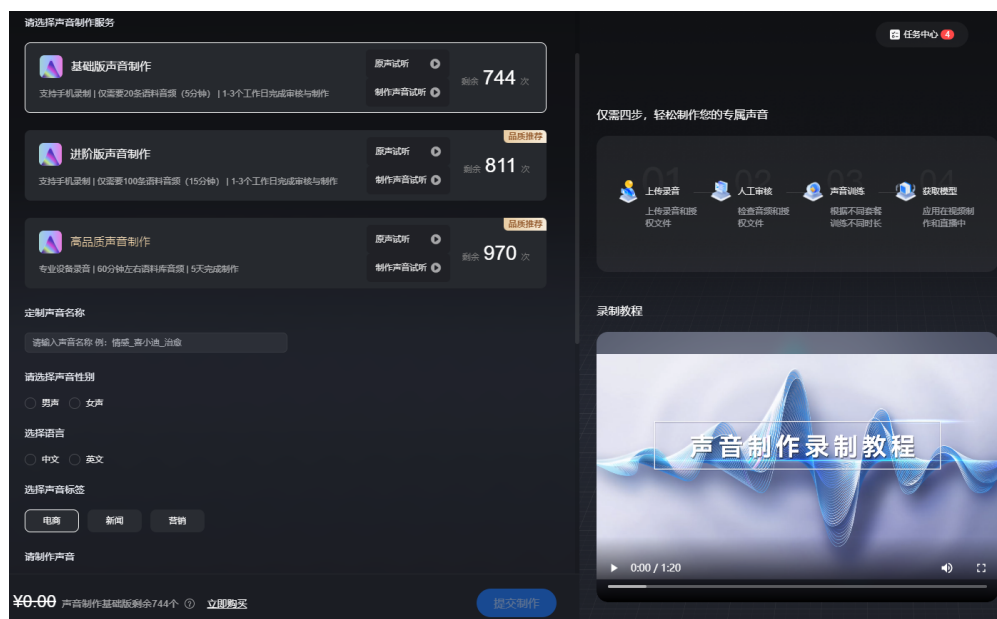 请选择声音制作服务
基础版声音制作
支持手机录制 | 仅需要20条语料音频（5分钟） | 1-3个工作日完成审核与制作
原声试听
制作声音试听
剩余 744 次
品质推荐
进阶版声音制作
支持手机录制 | 仅需要100条语料音频（15分钟） | 1-3个工作日完成审核与制作
原声试听
制作声音试听
剩余 811 次
品质推荐
高品质声音制作
专业设备录音 | 60分钟左右语料库音频 | 5天完成制作
原声试听
制作声音试听
剩余 970 次
定制声音名称
请输入声音名称 例：情感_喜小迪_治愈
请选择声音性别
男声 女声
选择语言
中文 英文
选择声音标签
电商 新闻 营销
请制作声音
¥0.00 声音制作基础版剩余744个 ? 立即购买
提交制作
任务中心 4
仅需四步，轻松制作您的专属声音
01 02 03 04
上传录音 人工审核 声音训练 获取模型
上传录音和授 检查音频和授 根据不同套餐 应用在视频制
权文件 权文件 训练不同时长 作和直播中
录制教程
声音制作录制教程
0:00 / 1:20